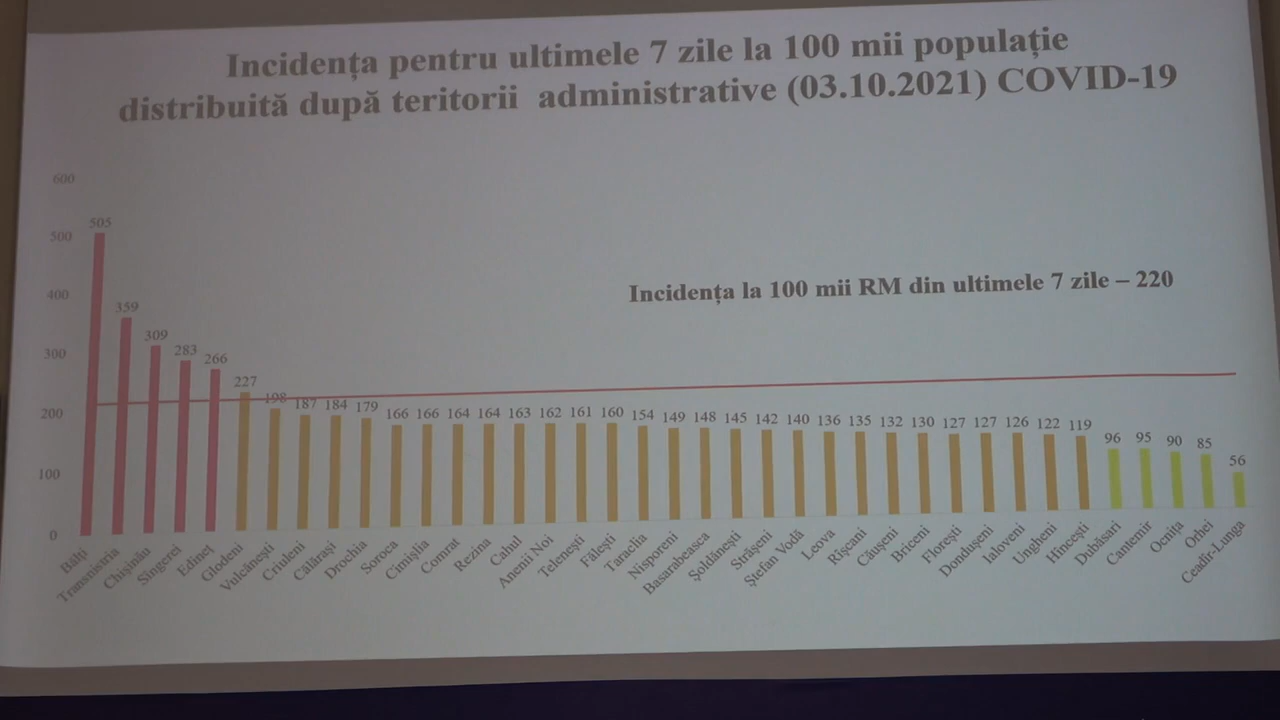 Incidența pentru ultimele 7 zile la 100 mii populație
distribuită după teritorii administrative (03.10.2021) COVID-19
600
500
400
300
200
100
0
Incidența la 100 mii RM din ultimele 7 zile – 220
505
359
309
283
266
227
198
187
184
179
166
166
164
164
163
162
161
160
154
149
148
145
142
140
136
135
132
130
127
127
126
122
119
96
95
90
85
56
Bălți
Transnistria
Chișinău
Sîngerei
Edineț
Glodeni
Vulcănești
Criuleni
Călărași
Drochia
Soroca
Cimișlia
Comrat
Rezina
Cahul
Anenii Noi
Telenești
Fălești
Taraclia
Nisporeni
Basarabeasca
Șoldănești
Strășeni
Ștefan Vodă
Leova
Rîșcani
Căușeni
Briceni
Florești
Dondușeni
Ialoveni
Ungheni
Hîncești
Dubăsari
Cantemir
Ocnița
Orhei
Ceadîr-Lunga